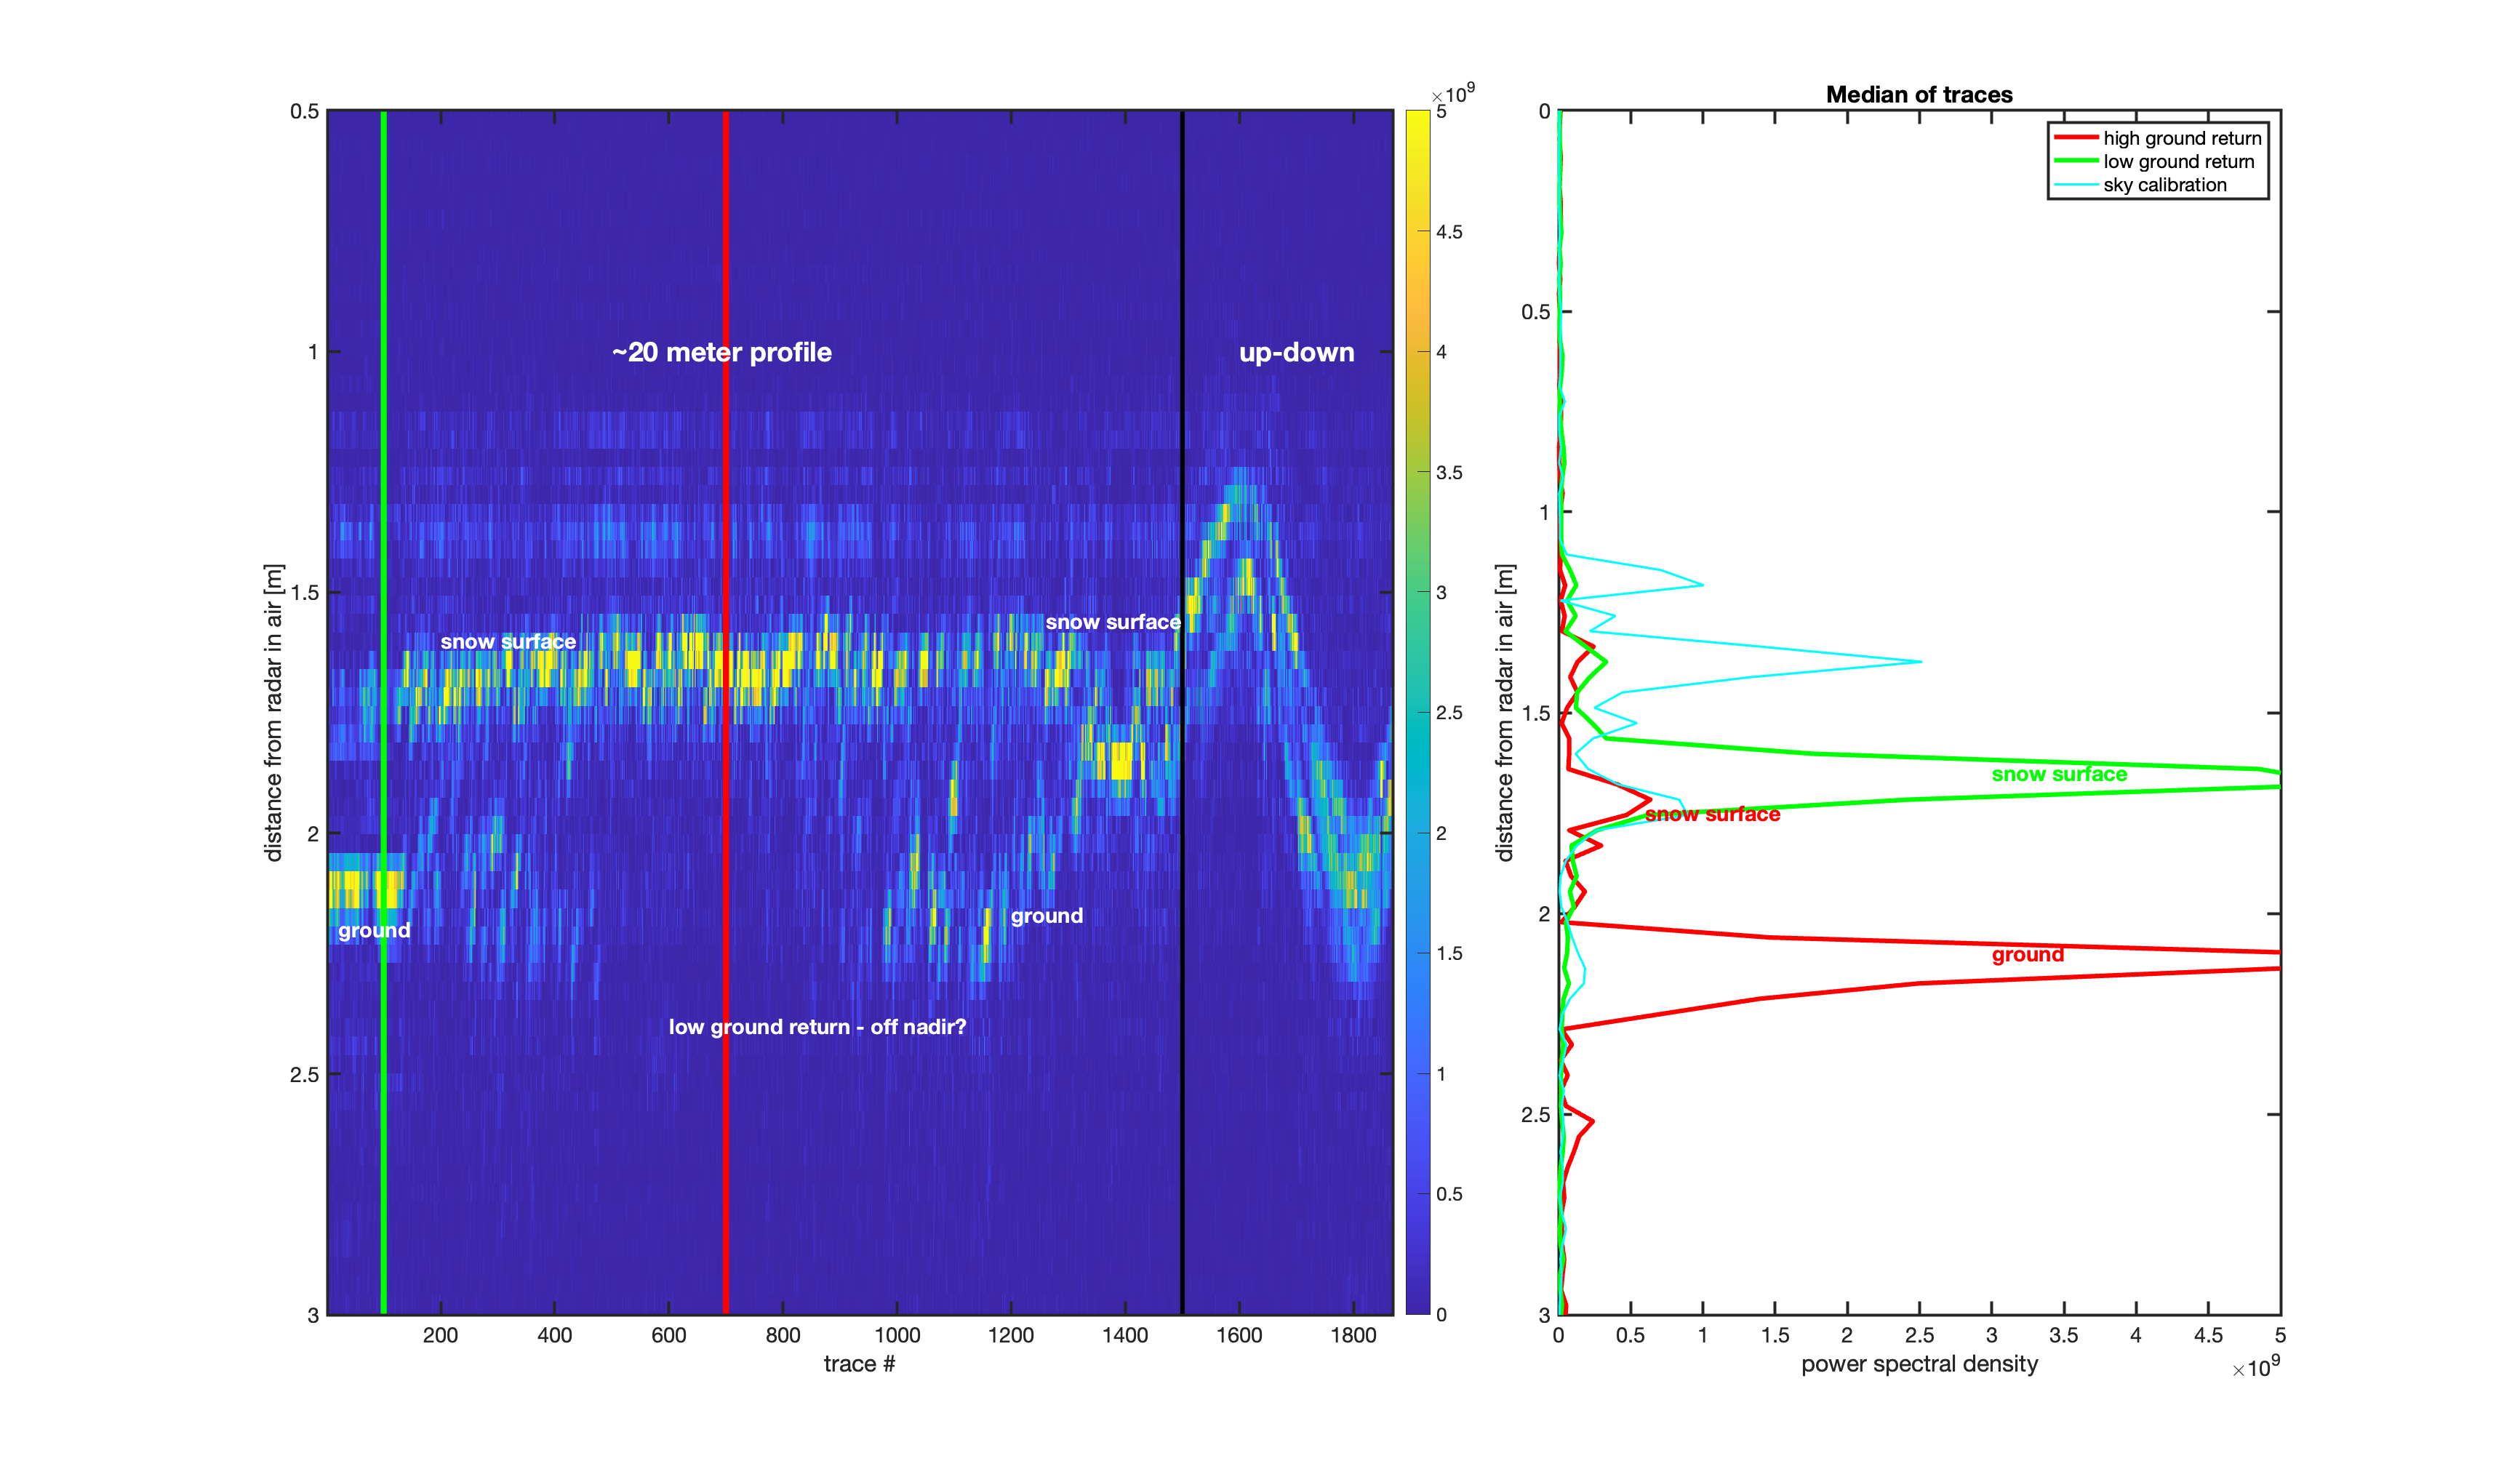 ×10⁹
0.5
1
1.5
2
2.5
3
distance from radar in air [m]
~20 meter profile
up-down
snow surface
snow surface
ground
ground
low ground return - off nadir?
200
400
600
800
1000
1200
1400
1600
1800
trace #
5
4.5
4
3.5
3
2.5
2
1.5
1
0.5
0
Median of traces
high ground return
low ground return
sky calibration
0
0.5
1
1.5
2
2.5
3
distance from radar in air [m]
snow surface
snow surface
ground
0
0.5
1
1.5
2
2.5
3
3.5
4
4.5
5
power spectral density
×10⁹